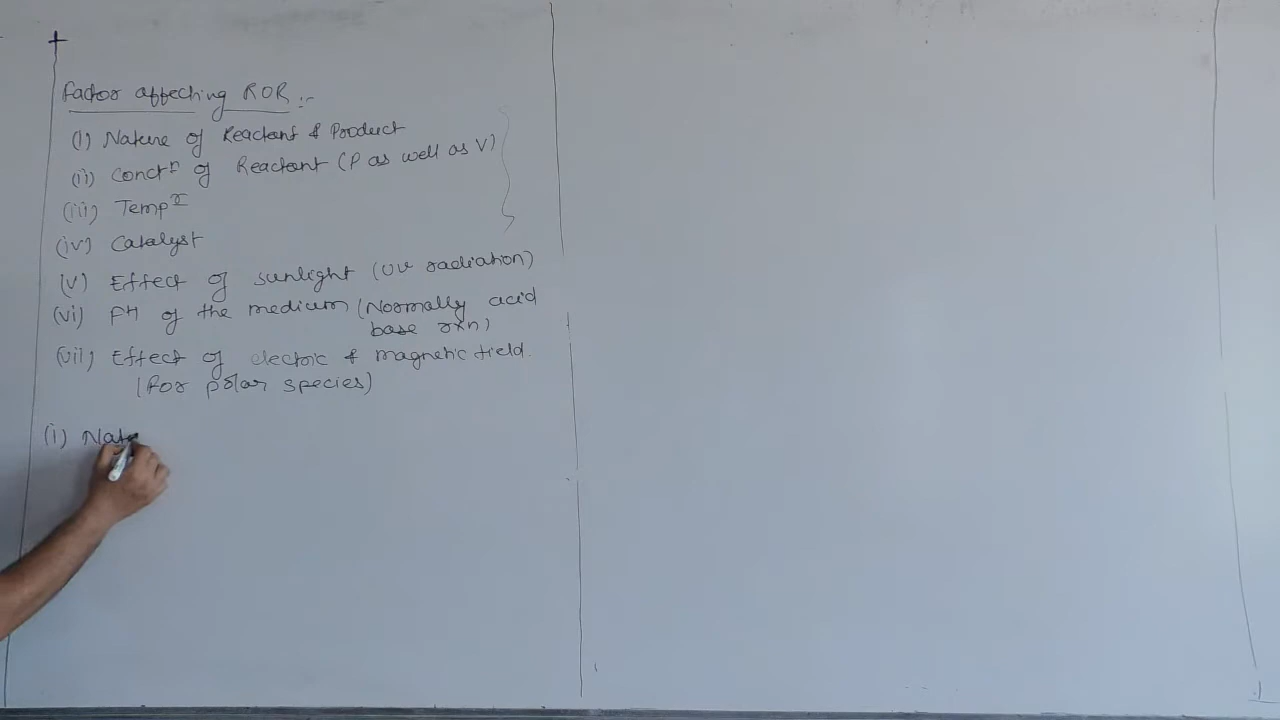 Factor affecting ROR :-
(i) Nature of Reactant & Product
(ii) Conctn of Reactant (P as well as V)
(iii) Tempr
(iv) Catalyst
(v) Effect of sunlight (UV radiation)
(vi) PH of the medium (Normally acid
base rxn)
(vii) Effect of electric & magnetic field.
(for polar species)
(i) Natu